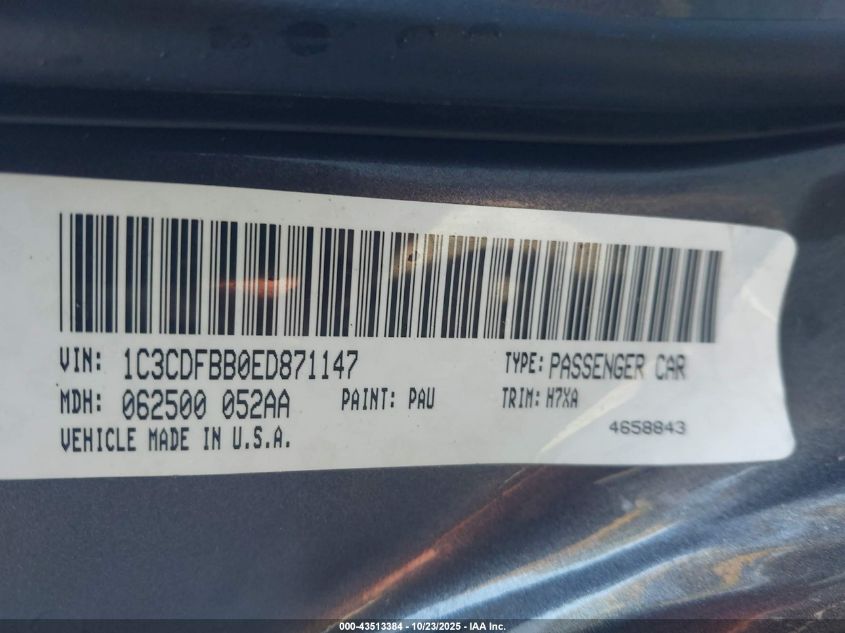 VIN: 1C3CDFBB0ED871147 TYPE: PASSENGER CAR
MDH: 062500 052AA PAINT: PAU TRIM: H7XA
4658843
VEHICLE MADE IN U.S.A.
000-43513384 - 10/23/2025 - IAA Inc.